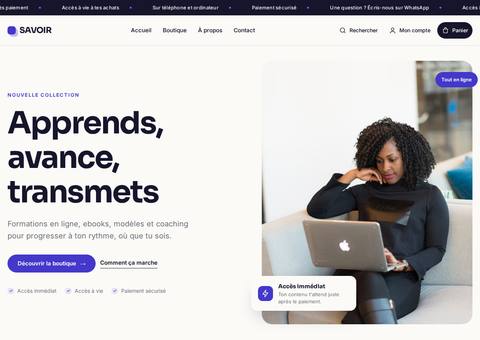 paiement • Accès à vie à tes achats • Sur téléphone et ordinateur • Paiement sécurisé • Une question ? Écris-nous sur WhatsApp • Accès
SAVOIR
Accueil Boutique À propos Contact
Rechercher Mon compte Panier
Tout en ligne
NOUVELLE COLLECTION
Apprends,
avance,
transmets
Formations en ligne, ebooks, modèles et coaching
pour progresser à ton rythme, où que tu sois.
Découvrir la boutique → Comment ça marche
Accès immédiat Accès à vie Paiement sécurisé
Accès immédiat
Ton contenu t'attend juste
après le paiement.